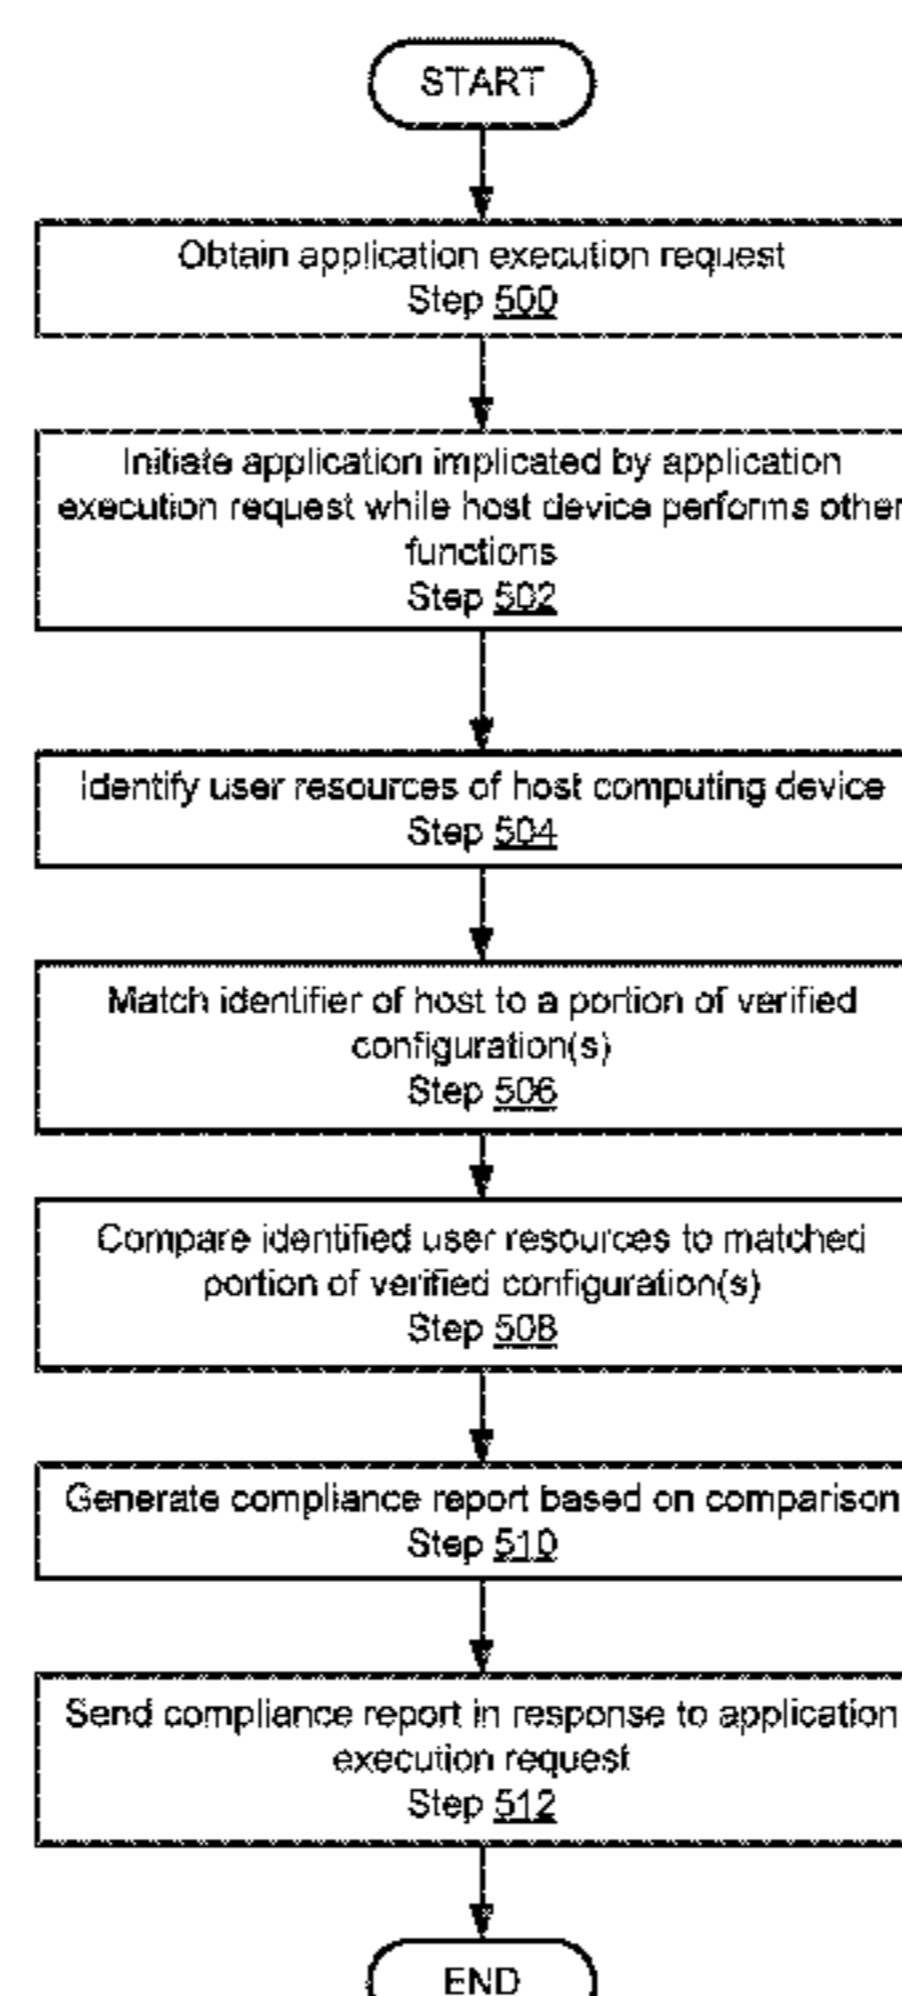 START
Obtain application execution request
Step 500
Initiate application implicated by application
execution request while host device performs other
functions
Step 502
Identify user resources of host computing device
Step 504
Match identifier of host to a portion of verified
configuration(s)
Step 506
Compare identified user resources to matched
portion of verified configuration(s)
Step 508
Generate compliance report based on comparison
Step 510
Send compliance report in response to application
execution request
Step 512
END